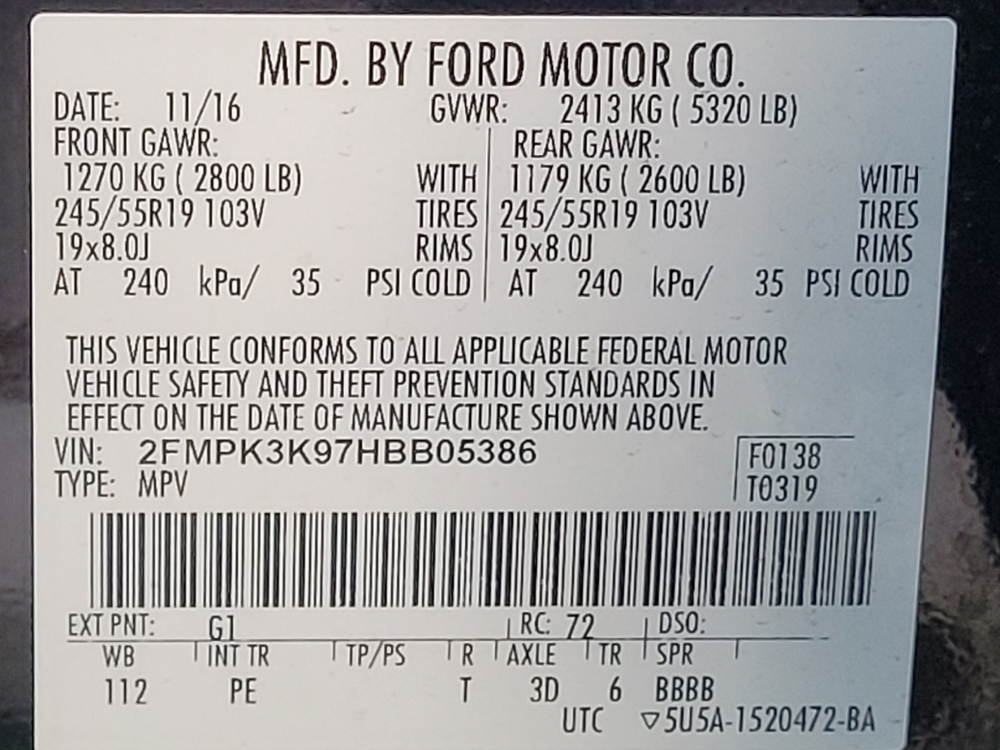 MFD. BY FORD MOTOR CO.
DATE: 11/16 GVWR: 2413 KG ( 5320 LB)
FRONT GAWR: REAR GAWR:
1270 KG ( 2800 LB) WITH 1179 KG ( 2600 LB) WITH
245/55R19 103V TIRES 245/55R19 103V TIRES
19x8.0J RIMS 19x8.0J RIMS
AT 240 kPa/ 35 PSI COLD AT 240 kPa/ 35 PSI COLD
THIS VEHICLE CONFORMS TO ALL APPLICABLE FEDERAL MOTOR
VEHICLE SAFETY AND THEFT PREVENTION STANDARDS IN
EFFECT ON THE DATE OF MANUFACTURE SHOWN ABOVE.
VIN: 2FMPK3K97HBB05386 F0138
TYPE: MPV T0319
EXT PNT: G1 RC: 72 DSO:
WB INT TR TP/PS R AXLE TR SPR
112 PE T 3D 6 BBBB
UTC ▽5U5A-1520472-BA